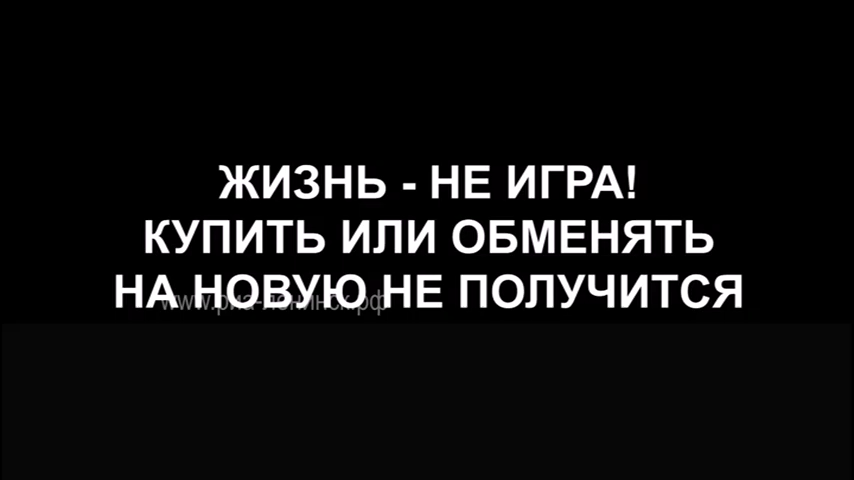 ЖИЗНЬ - НЕ ИГРА!
КУПИТЬ ИЛИ ОБМЕНЯТЬ
НА НОВУЮ НЕ ПОЛУЧИТСЯ